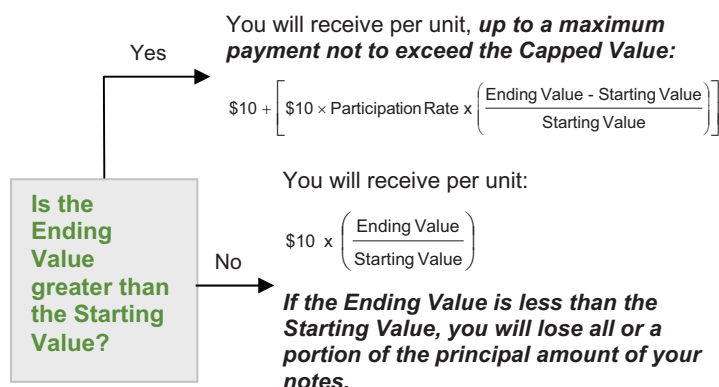 You will receive per unit, up to a maximum
payment not to exceed the Capped Value:
Yes
$10 + [ $10 × Participation Rate x ( Ending Value - Starting Value / Starting Value ) ]
Is the
Ending
Value
greater than
the Starting
Value?
No
You will receive per unit:
$10 x ( Ending Value / Starting Value )
If the Ending Value is less than the
Starting Value, you will lose all or a
portion of the principal amount of your
notes.